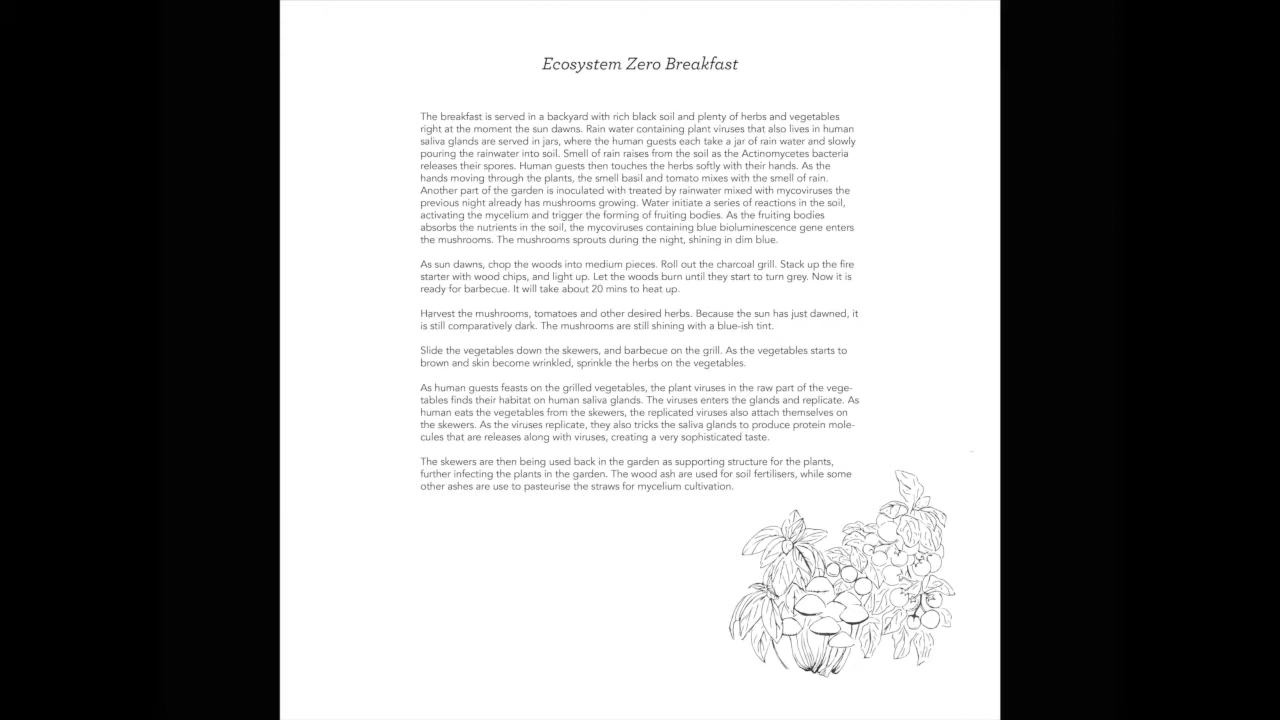 Ecosystem Zero Breakfast
The breakfast is served in a backyard with rich black soil and plenty of herbs and vegetables
right at the moment the sun dawns. Rain water containing plant viruses that also lives in human
saliva glands are served in jars, where the human guests each take a jar of rain water and slowly
pouring the rainwater into soil. Smell of rain raises from the soil as the Actinomycetes bacteria
releases their spores. Human guests then touches the herbs softly with their hands. As the
hands moving through the plants, the smell basil and tomato mixes with the smell of rain.
Another part of the garden is inoculated with treated by rainwater mixed with mycoviruses the
previous night already has mushrooms growing. Water initiate a series of reactions in the soil,
activating the mycelium and trigger the forming of fruiting bodies. As the fruiting bodies
absorbs the nutrients in the soil, the mycoviruses containing blue bioluminescence gene enters
the mushrooms. The mushrooms sprouts during the night, shining in dim blue.
As sun dawns, chop the woods into medium pieces. Roll out the charcoal grill. Stack up the fire
starter with wood chips, and light up. Let the woods burn until they start to turn grey. Now it is
ready for barbecue. It will take about 20 mins to heat up.
Harvest the mushrooms, tomatoes and other desired herbs. Because the sun has just dawned, it
is still comparatively dark. The mushrooms are still shining with a blue-ish tint.
Slide the vegetables down the skewers, and barbecue on the grill. As the vegetables starts to
brown and skin become wrinkled, sprinkle the herbs on the vegetables.
As human guests feasts on the grilled vegetables, the plant viruses in the raw part of the vege-
tables finds their habitat on human saliva glands. The viruses enters the glands and replicate. As
human eats the vegetables from the skewers, the replicated viruses also attach themselves on
the skewers. As the viruses replicate, they also tricks the saliva glands to produce protein mole-
cules that are releases along with viruses, creating a very sophisticated taste.
The skewers are then being used back in the garden as supporting structure for the plants,
further infecting the plants in the garden. The wood ash are used for soil fertilisers, while some
other ashes are use to pasteurise the straws for mycelium cultivation.